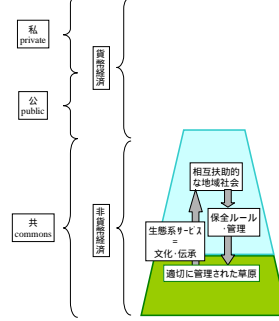 私
private
公
public
共
commons
貨幣経済
非貨幣経済
相互扶助的
な地域社会
保全ルール
・管理
生態系サービス
=
文化・伝承
適切に管理された草原